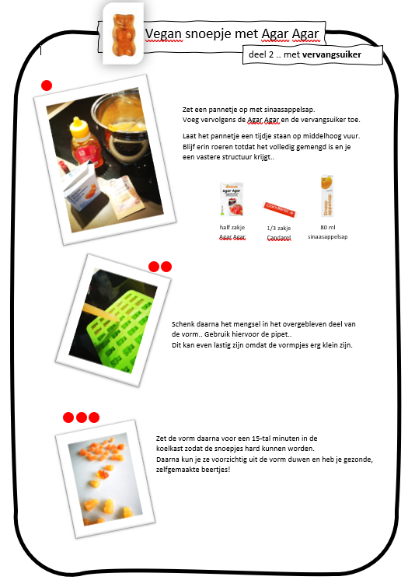 Vegan snoepje met Agar Agar
deel 2 .. met vervangsuiker
Zet een pannetje op met sinaasappelsap.
Voeg vervolgens de Agar Agar en de vervangsuiker toe.
Laat het pannetje een tijdje staan op middelhoog vuur.
Blijf erin roeren totdat het volledig gemengd is en je
een vastere structuur krijgt..
half zakje
Agar Agar
1/3 zakje
Canderel
80 ml
sinaasappelsap
Schenk daarna het mengsel in het overgebleven deel van
de vorm.. Gebruik hiervoor de pipet..
Dit kan even lastig zijn omdat de vormpjes erg klein zijn.
Zet de vorm daarna voor een 15-tal minuten in de
koelkast zodat de snoepjes hard kunnen worden.
Daarna kun je ze voorzichtig uit de vorm duwen en heb je gezonde,
zelfgemaakte beertjes!